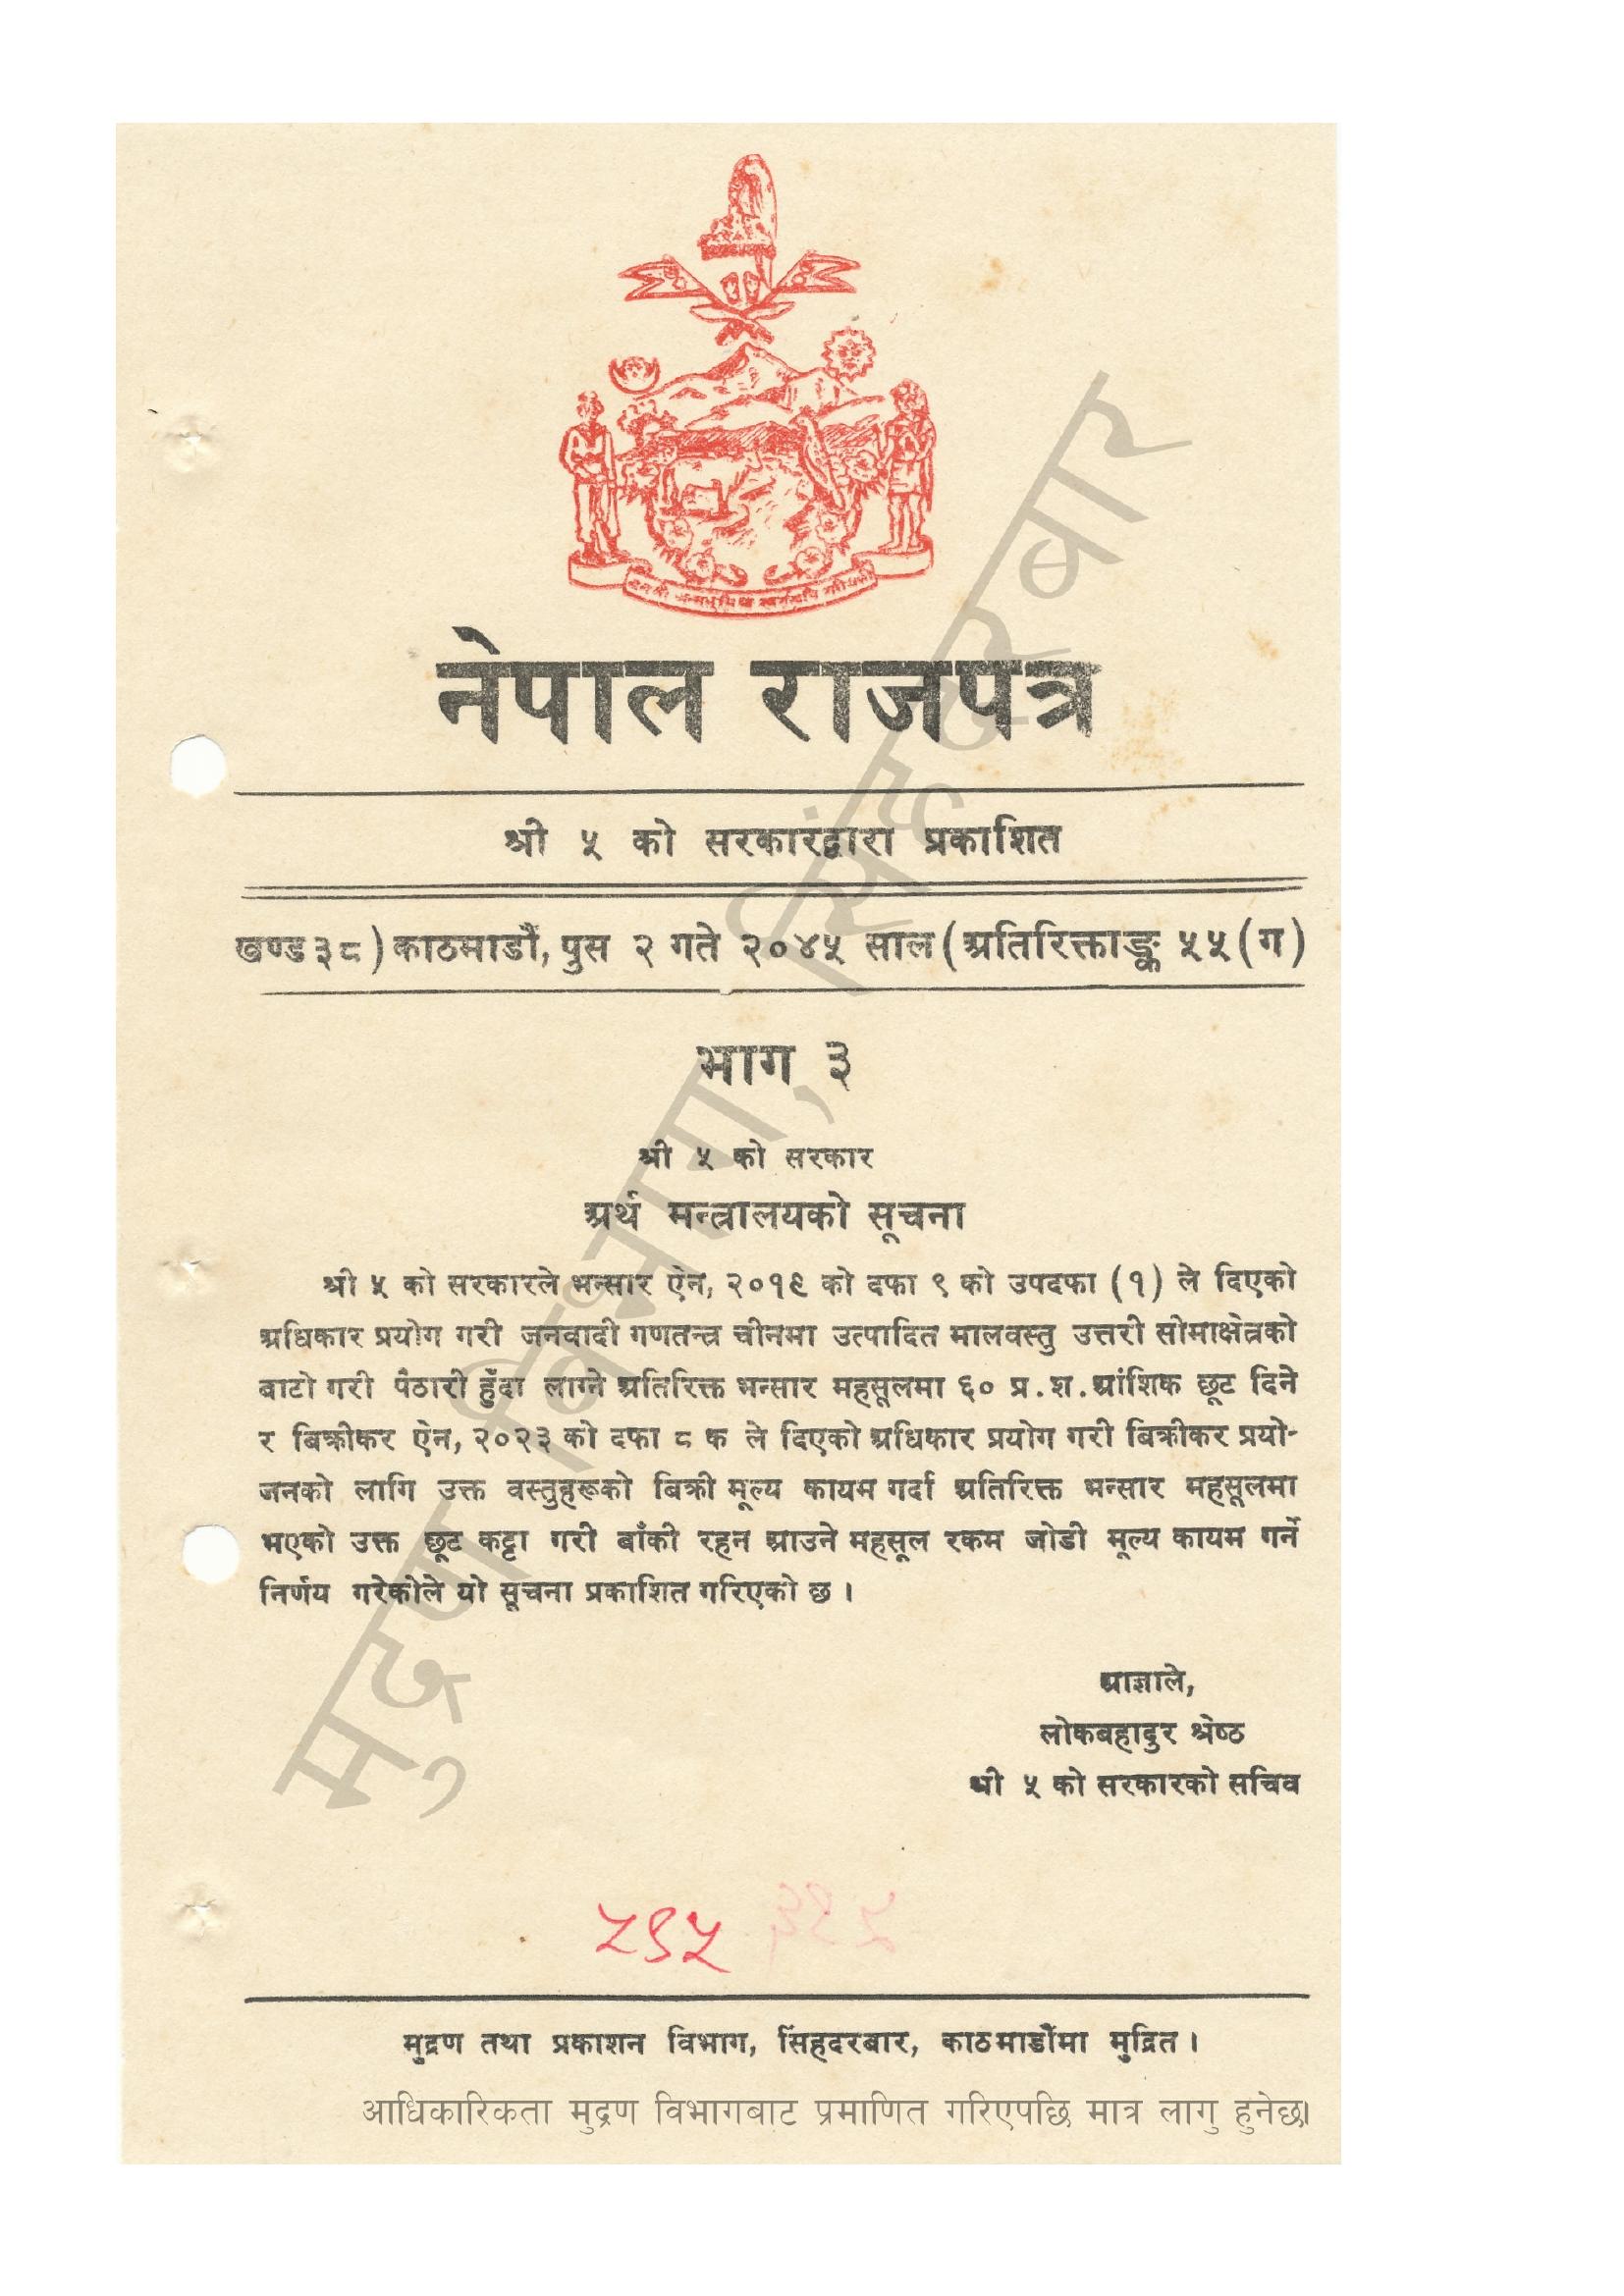 नेपाल राजपत्र
श्री ५ को सरकारद्वारा प्रकाशित
खण्ड ३८) काठमाडौं, पुस २ गते २०४५ साल (अतिरिक्ताङ्क ५५ (ग)
भाग ३
श्री ५ को सरकार
अर्थ मन्त्रालयको सूचना
श्री ५ को सरकारले भन्सार ऐन, २०१९ को दफा ९ को उपदफा (१) ले दिएको
अधिकार प्रयोग गरी जनवादी गणतन्त्र चीनमा उत्पादित मालवस्तु उत्तरी सीमाक्षेत्रको
बाटो गरी पैठारी हुँदा लाग्ने अतिरिक्त भन्सार महसूलमा ६० प्र.श.आंशिक छूट दिने
र बिक्रीकर ऐन, २०२३ को दफा ८ क ले दिएको अधिकार प्रयोग गरी बिक्रीकर प्रयो-
जनको लागि उक्त वस्तुहरूको बिक्री मूल्य कायम गर्दा अतिरिक्त भन्सार महसूलमा
भएको उक्त छूट कट्टा गरी बाँकी रहन आउने महसूल रकम जोडी मूल्य कायम गर्ने
निर्णय गरेकोले यो सूचना प्रकाशित गरिएको छ ।
आज्ञाले,
लोकबहादुर श्रेष्ठ
श्री ५ को सरकारको सचिव
५९५
मुद्रण तथा प्रकाशन विभाग, सिंहदरबार, काठमाडौंमा मुद्रित ।
आधिकारिकता मुद्रण विभागबाट प्रमाणित गरिएपछि मात्र लागु हुनेछ।
मुद्रण विभाग, सिंहदरबार